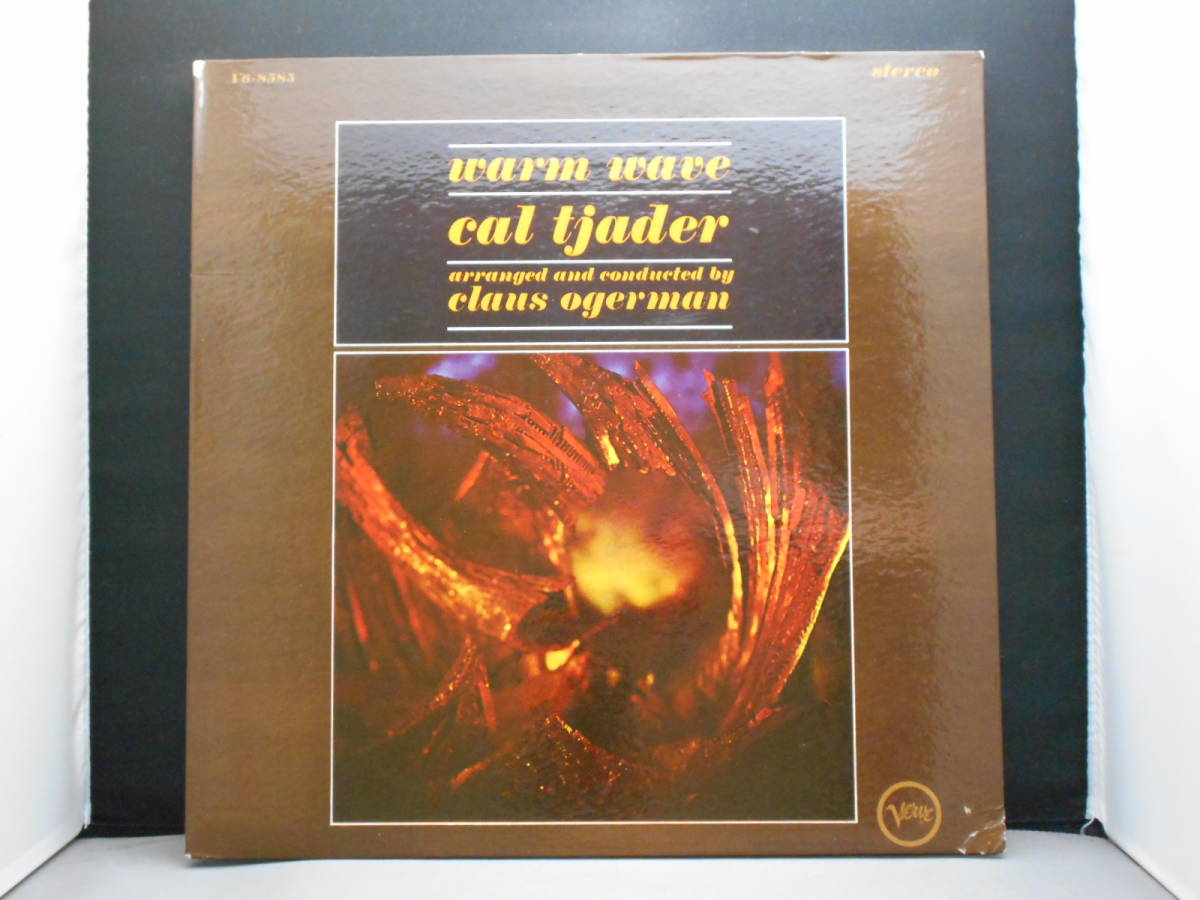 V6-8585
stereo
warm wave
cal tjader
arranged and conducted by
claus ogerman
Verve